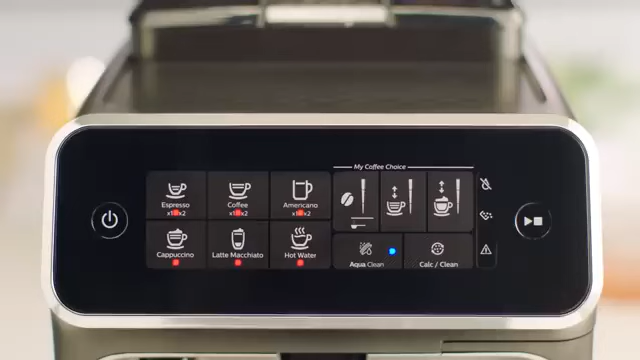 My Coffee Choice
Espresso
x1 x2
Coffee
x1 x2
Americano
x1 x2
Cappuccino
Latte Macchiato
Hot Water
Aqua Clean
Calc / Clean